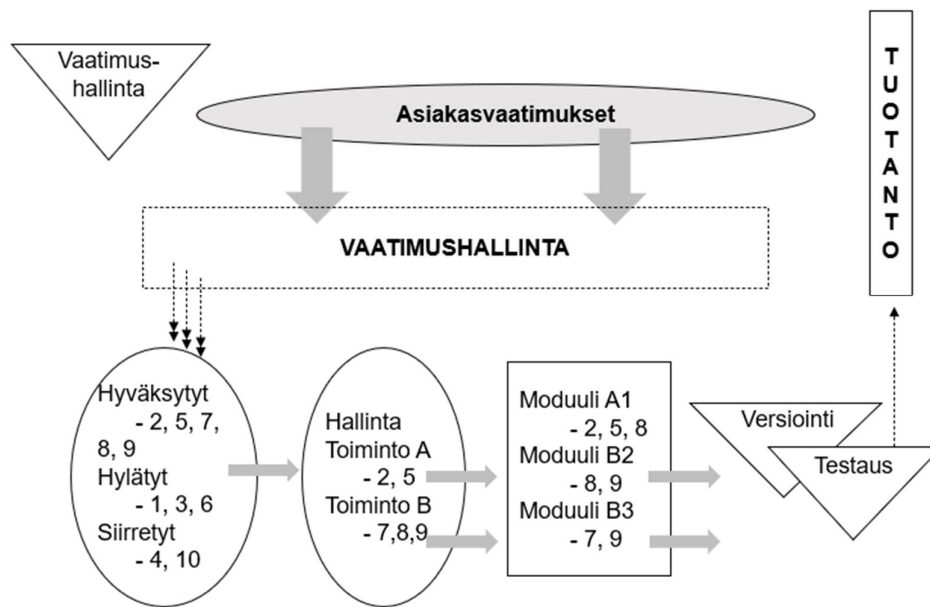 Vaatimus-
hallinta
Asiakasvaatimukset
TUOTANTO
VAATIMUSHALLINTA
Hyväksytyt
- 2, 5, 7,
8, 9
Hylätyt
- 1, 3, 6
Siirretyt
- 4, 10
Hallinta
Toiminto A
- 2, 5
Toiminto B
- 7,8,9
Moduuli A1
- 2, 5, 8
Moduuli B2
- 8, 9
Moduuli B3
- 7, 9
Versiointi
Testaus